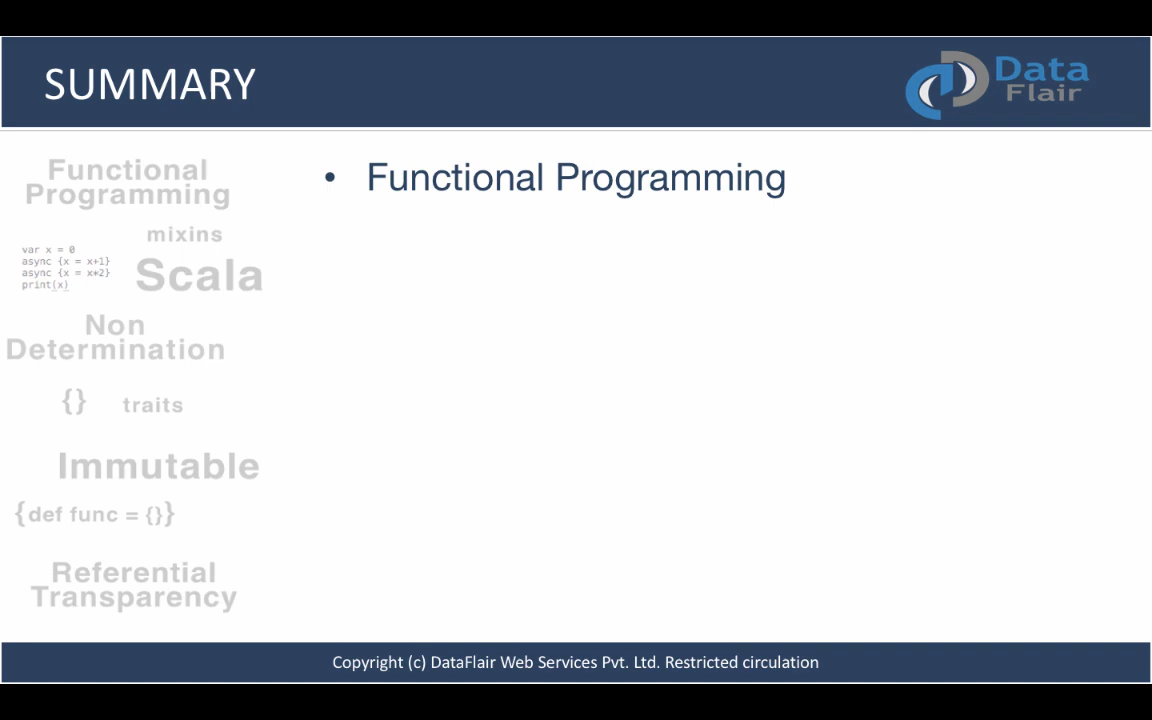 SUMMARY
Data
Flair
Functional
Programming
• Functional Programming
mixins
var x = 0
async {x = x+1}
async {x = x*2}
print(x)
Scala
Non
Determination
{} traits
Immutable
{def func = {}}
Referential
Transparency
Copyright (c) DataFlair Web Services Pvt. Ltd. Restricted circulation